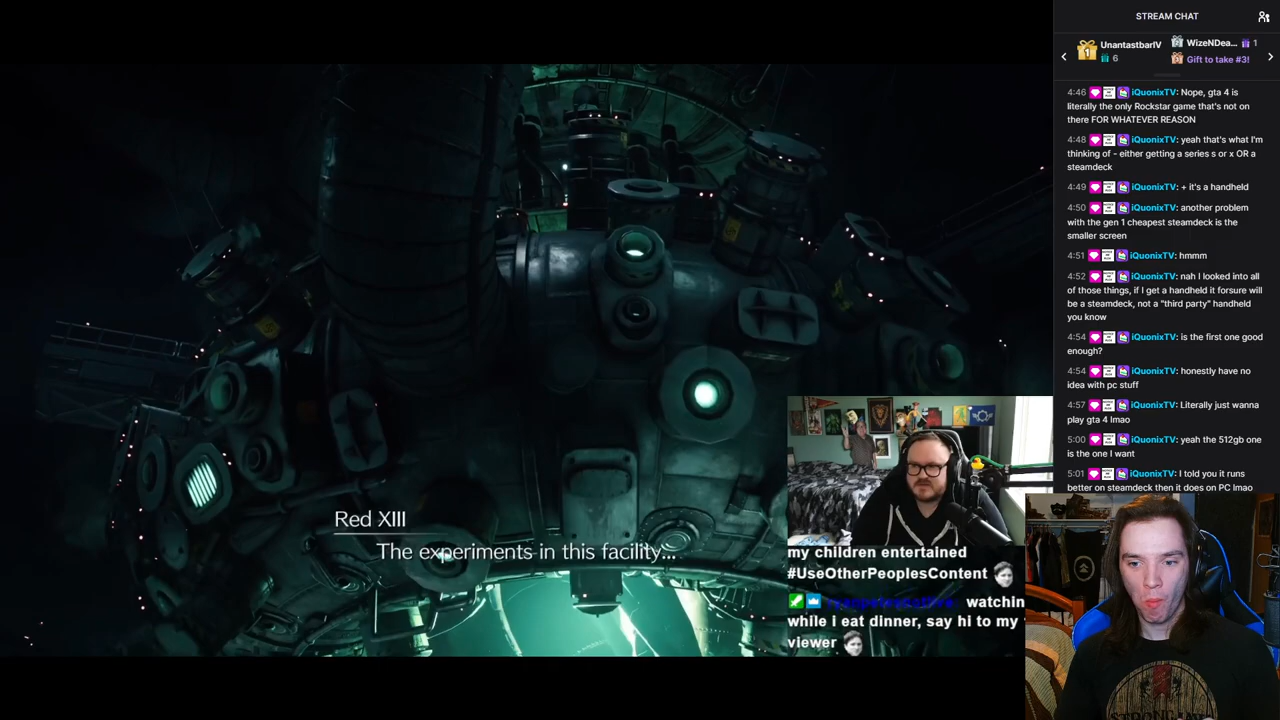 STREAM CHAT
UnantastbarIV
6
WizeNDea... 1
Gift to take #3!
4:46 iQuonixTV: Nope, gta 4 is
literally the only Rockstar game that's not on
there FOR WHATEVER REASON
4:48 iQuonixTV: yeah that's what I'm
thinking of - either getting a series s or x OR a
steamdeck
4:49 iQuonixTV: + it's a handheld
4:50 iQuonixTV: another problem
with the gen 1 cheapest steamdeck is the
smaller screen
4:51 iQuonixTV: hmmm
4:52 iQuonixTV: nah I looked into all
of those things, if I get a handheld it forsure will
be a steamdeck, not a "third party" handheld
you know
4:54 iQuonixTV: is the first one good
enough?
4:54 iQuonixTV: honestly have no
idea with pc stuff
4:57 iQuonixTV: Literally just wanna
play gta 4 lmao
5:00 iQuonixTV: yeah the 512gb one
is the one I want
5:01 iQuonixTV: I told you it runs
better on steamdeck then it does on PC lmao
Red XIII
The experiments in this facility...
my children entertained
#UseOtherPeoplesContent
watchin
while i eat dinner, say hi to my
viewer